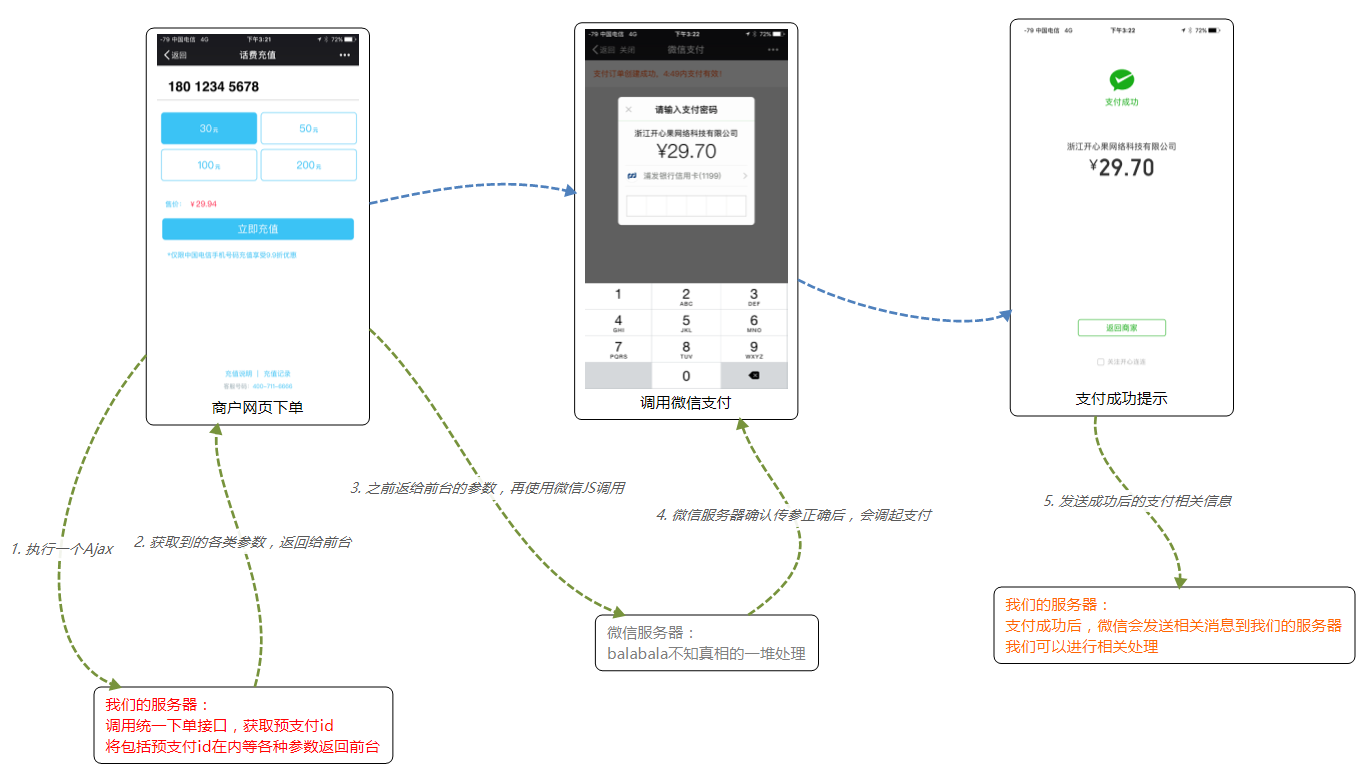 -79 中国电信 4G 下午3:21 72%
返回 话费充值 •••
180 1234 5678
30元 50元
100元 200元
售价： ￥29.94
立即充值
*仅限中国电信手机号码充值享受9.9折优惠
充值说明 | 充值记录
客服号码：400-711-8868
商户网页下单
-79 中国电信 4G 下午3:22 72%
返回 关闭 微信支付 •••
支付订单创建成功，4:49内支付有效！
× 请输入支付密码
浙江开心果网络科技有限公司
¥29.70
浦发银行信用卡(1199)
1 2 3
ABC DEF
4 5 6
GHI JKL MNO
7 8 9
PQRS TUV WXYZ
0
调用微信支付
-79 中国电信 4G 下午3:22 72%
支付成功
浙江开心果网络科技有限公司
¥29.70
返回商家
支付成功提示
1. 执行一个Ajax
2. 获取到的各类参数，返回给前台
3. 之前返给前台的参数，再使用微信JS调用
4. 微信服务器确认传参正确后，会调起支付
5. 发送成功后的支付相关信息
我们的服务器：
调用统一下单接口，获取预支付id
将包括预支付id在内等各种参数返回前台
微信服务器：
balabala不知真相的一堆处理
我们的服务器：
支付成功后，微信会发送相关消息到我们的服务器
我们可以进行相关处理